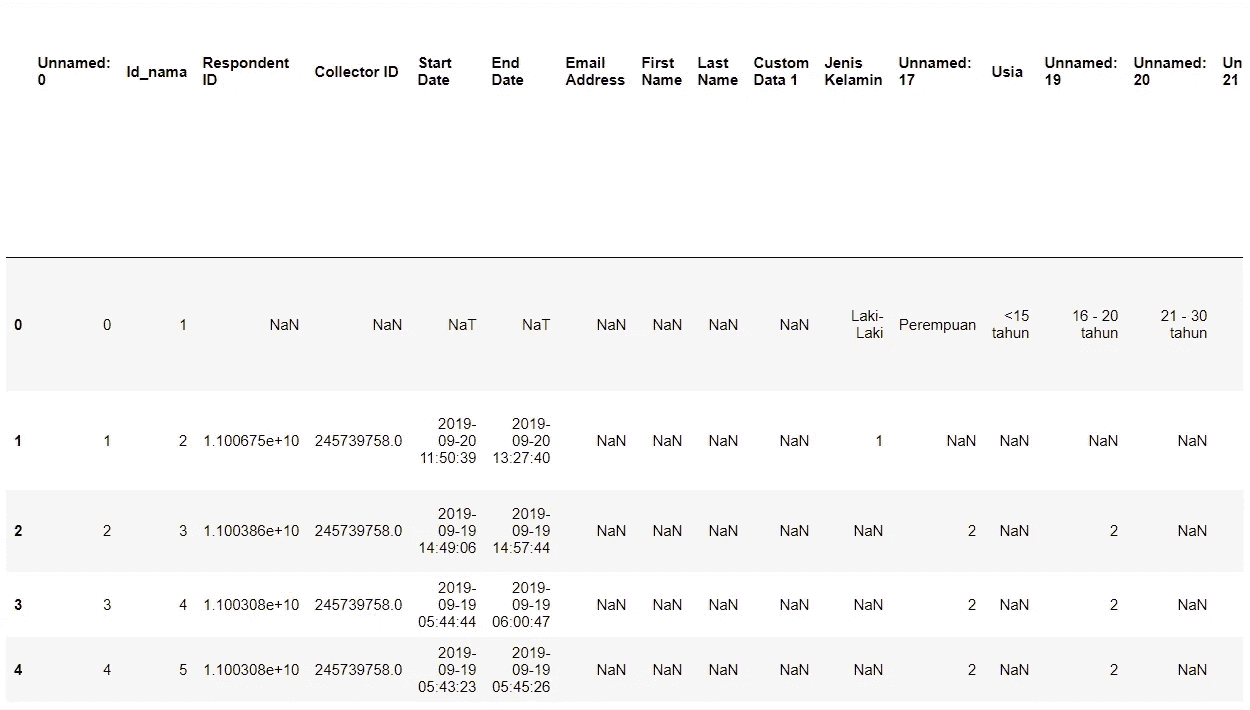 Unnamed: 0 Id_nama Respondent ID Collector ID Start Date End Date Email Address First Name Last Name Custom Data 1 Jenis Kelamin Unnamed: 17 Usia Unnamed: 19 Unnamed: 20 Un 21
0 0 1 NaN NaN NaT NaT NaN NaN NaN NaN Laki-Laki Perempuan <15 tahun 16 - 20 tahun 21 - 30 tahun
1 1 2 1.100675e+10 245739758.0 2019-09-20 11:50:39 2019-09-20 13:27:40 NaN NaN NaN NaN 1 NaN NaN NaN NaN
2 2 3 1.100386e+10 245739758.0 2019-09-19 14:49:06 2019-09-19 14:57:44 NaN NaN NaN NaN NaN 2 NaN 2 NaN
3 3 4 1.100308e+10 245739758.0 2019-09-19 05:44:44 2019-09-19 06:00:47 NaN NaN NaN NaN NaN 2 NaN 2 NaN
4 4 5 1.100308e+10 245739758.0 2019-09-19 05:43:23 2019-09-19 05:45:26 NaN NaN NaN NaN NaN 2 NaN 2 NaN